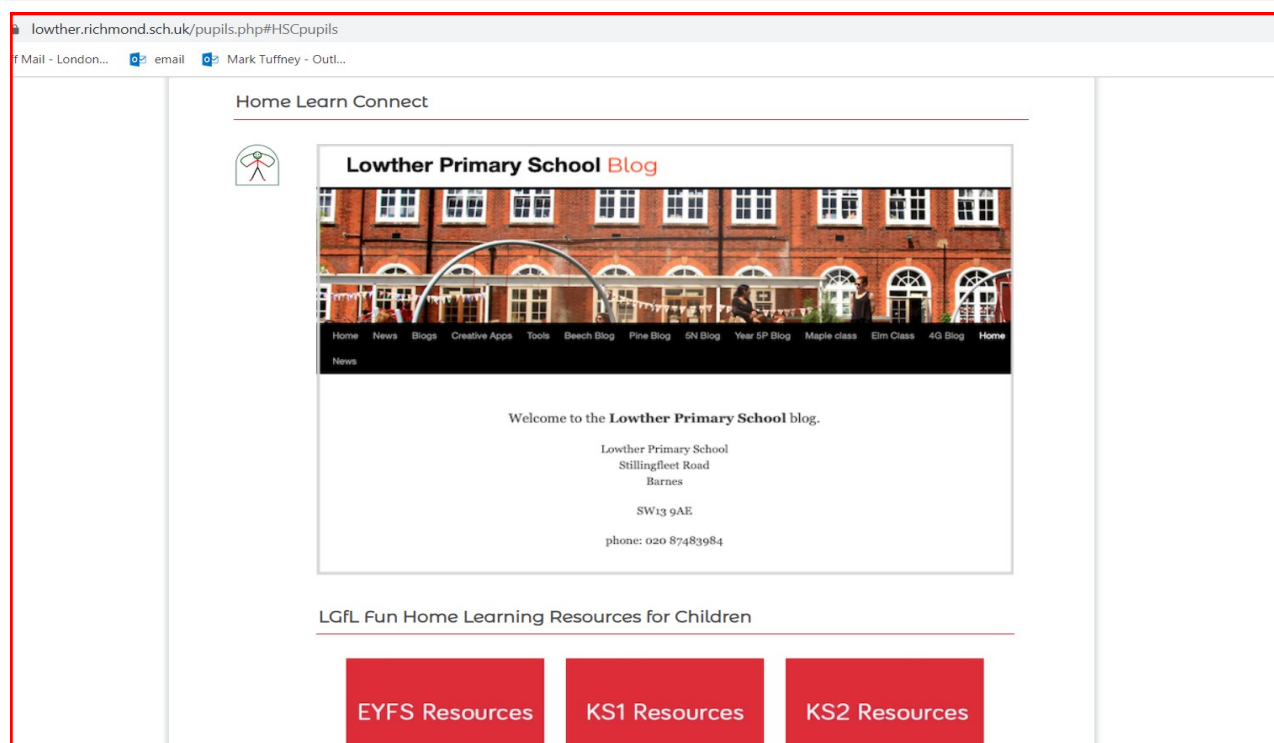 lowther.richmond.sch.uk/pupils.php#HSCpupils
f Mail - London... email Mark Tuffney - Outl...
Home Learn Connect
Lowther Primary School Blog
Home News Blogs Creative Apps Tools Beech Blog Pine Blog 5N Blog Year 5P Blog Maple class Elm Class 4G Blog Home
News
Welcome to the Lowther Primary School blog.
Lowther Primary School
Stillingfleet Road
Barnes
SW13 9AE
phone: 020 87483984
LGfL Fun Home Learning Resources for Children
EYFS Resources KS1 Resources KS2 Resources